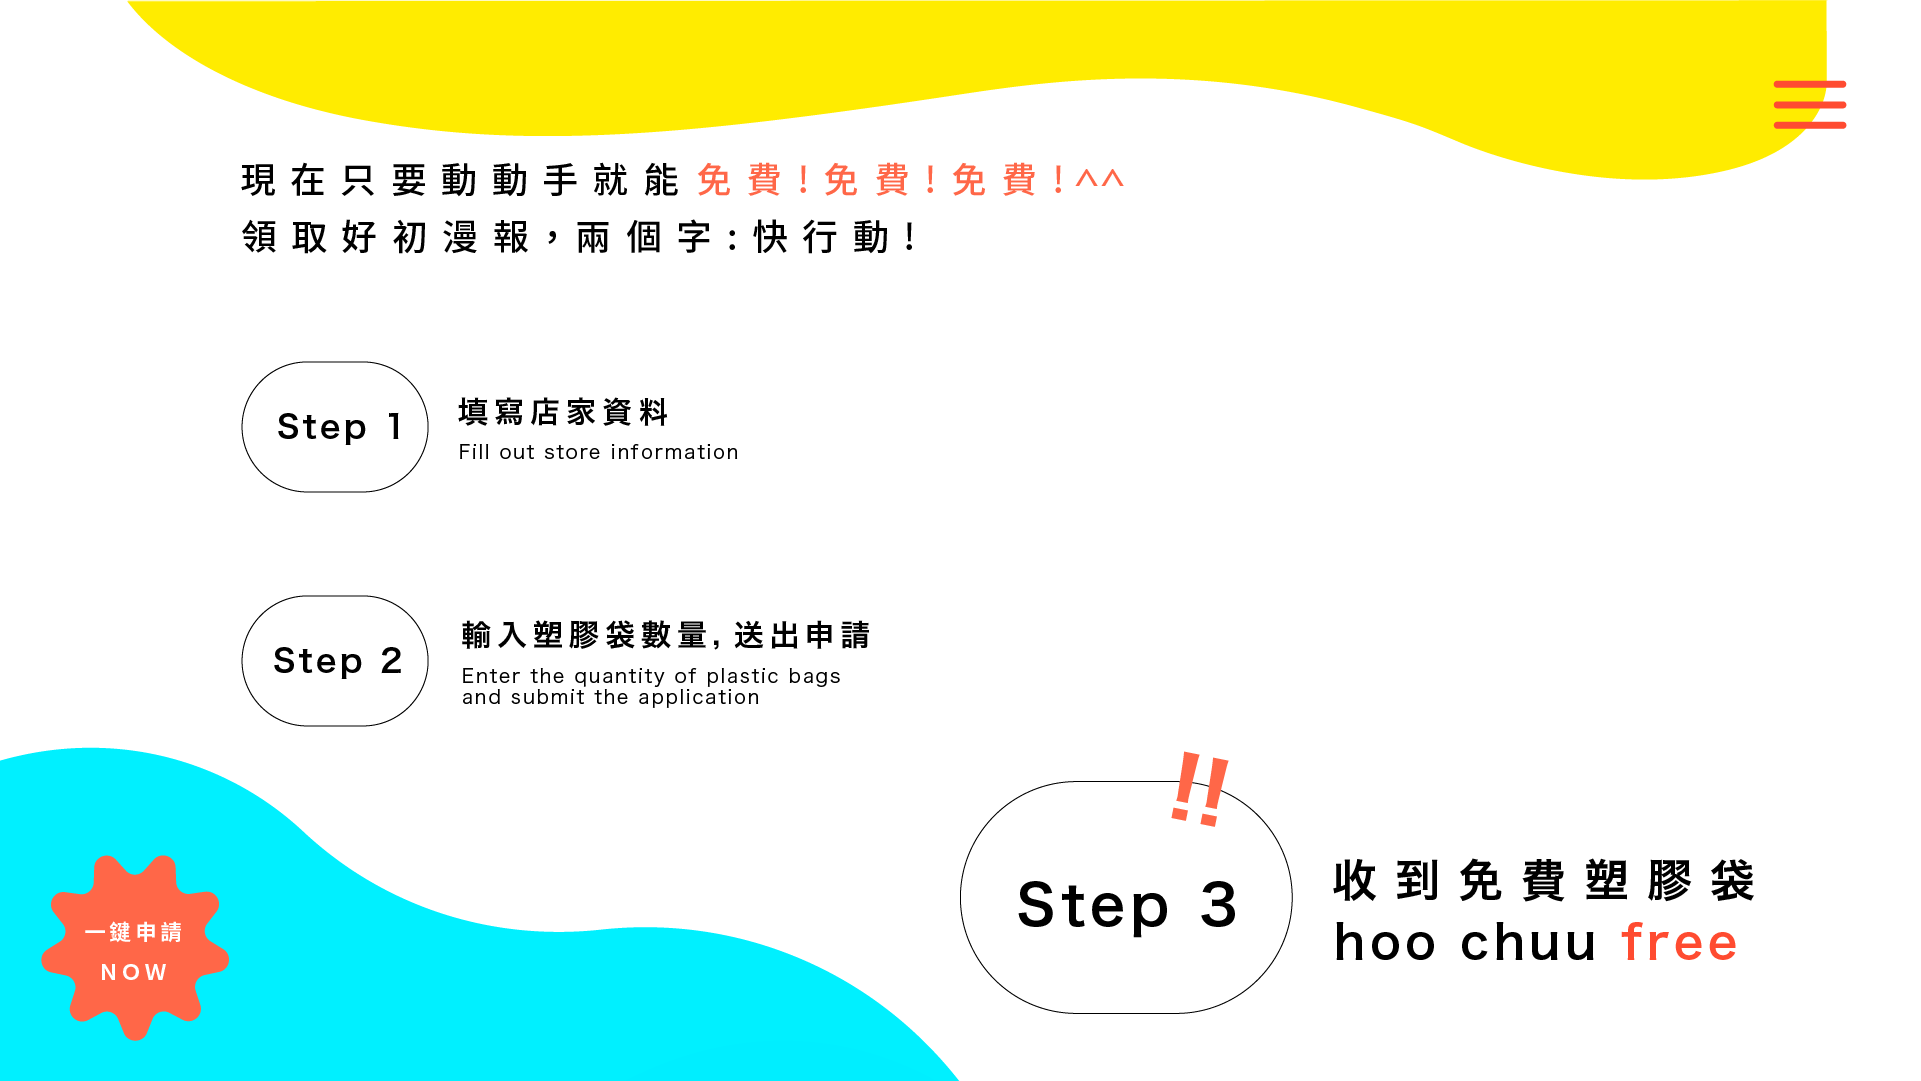 現在只要動動手就能免費!免費!免費!^^
領取好初漫報，兩個字:快行動!
Step 1
填寫店家資料
Fill out store information
Step 2
輸入塑膠袋數量, 送出申請
Enter the quantity of plastic bags
and submit the application
!!
Step 3
收到免費塑膠袋
hoo chuu free
一鍵申請
NOW